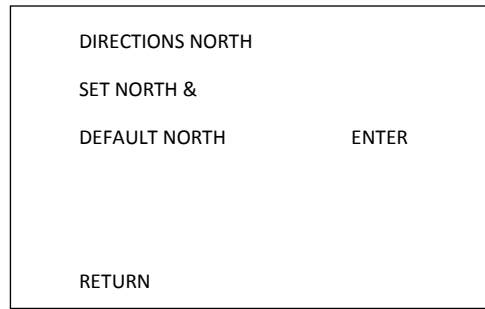 DIRECTIONS NORTH
SET NORTH &
DEFAULT NORTH ENTER
RETURN